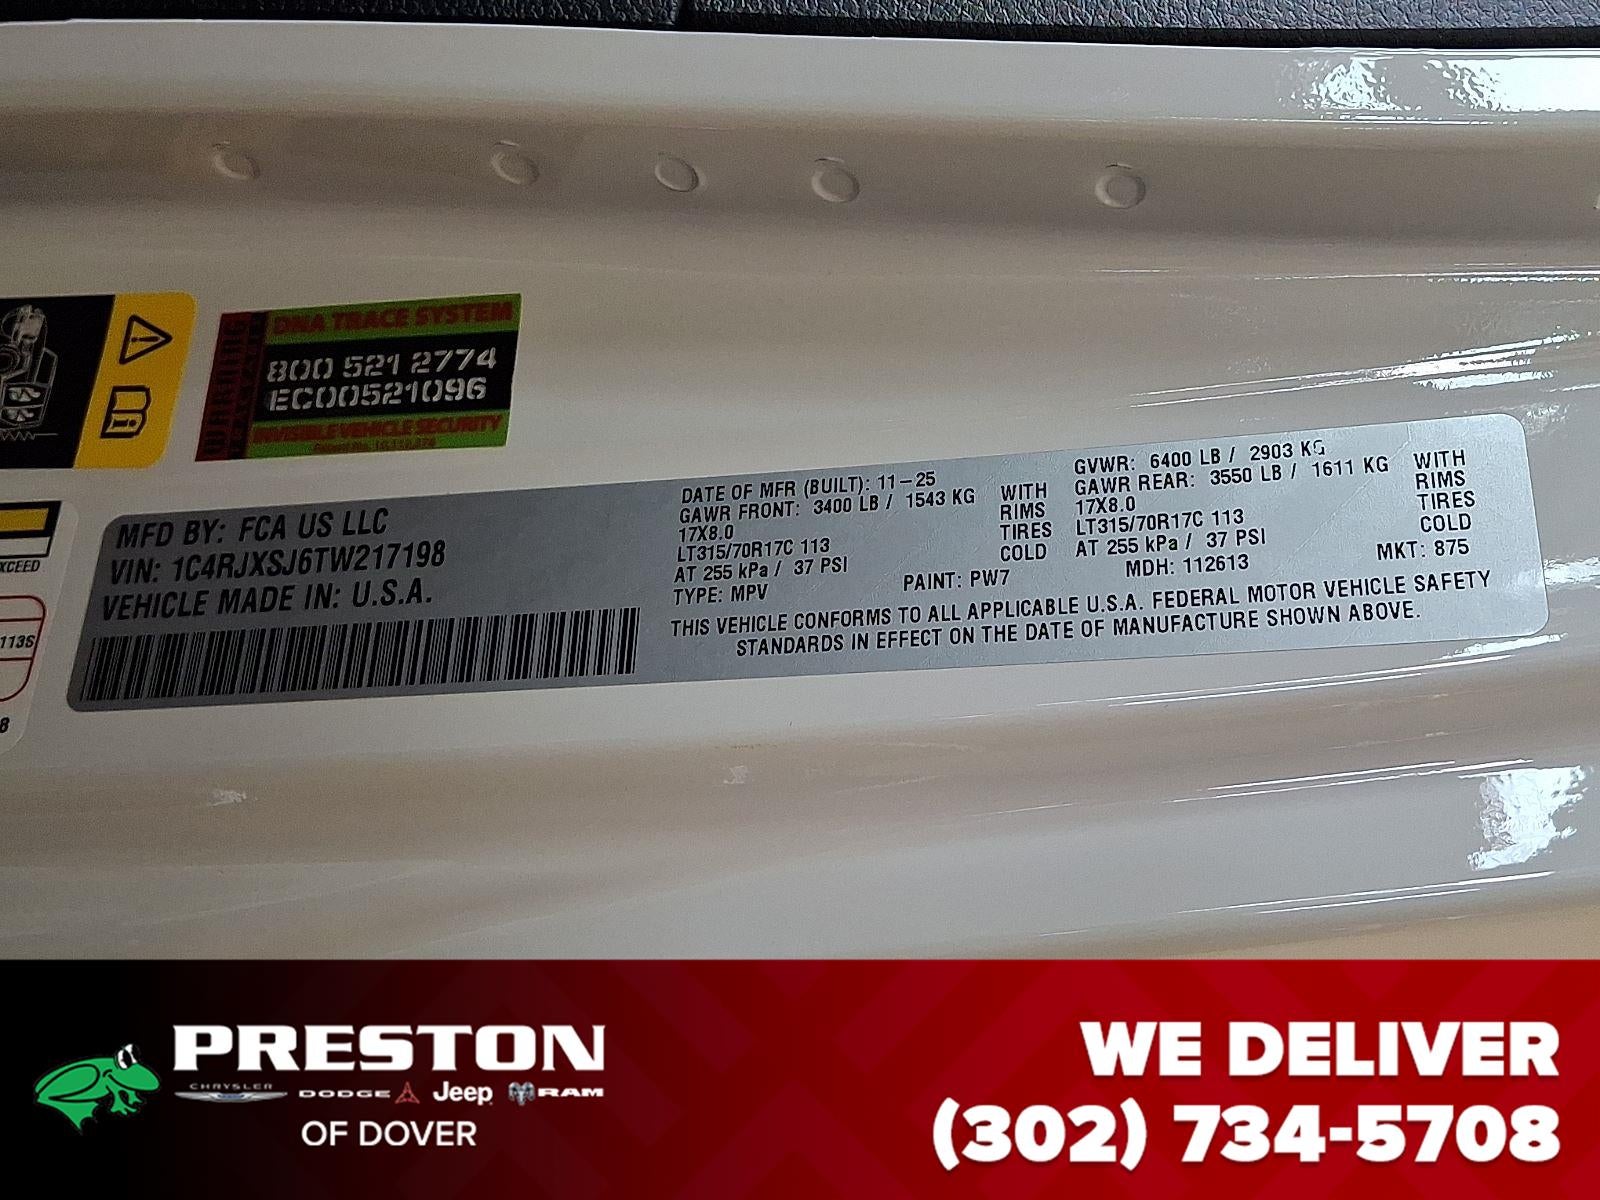 DNA TRACE SYSTEM
WARNING
800 521 2774
EC00521096
INVISIBLE VEHICLE SECURITY
XCEED
113S
8
MFD BY: FCA US LLC
VIN: 1C4RJXSJ6TW217198
VEHICLE MADE IN: U.S.A.
DATE OF MFR (BUILT): 11-25
GAWR FRONT: 3400 LB / 1543 KG
17X8.0
LT315/70R17C 113
AT 255 kPa / 37 PSI
TYPE: MPV
WITH
RIMS
TIRES
COLD
PAINT: PW7
GVWR: 6400 LB / 2903 KG
GAWR REAR: 3550 LB / 1611 KG
17X8.0
LT315/70R17C 113
AT 255 kPa / 37 PSI
MDH: 112613
WITH
RIMS
TIRES
COLD
MKT: 875
THIS VEHICLE CONFORMS TO ALL APPLICABLE U.S.A. FEDERAL MOTOR VEHICLE SAFETY
STANDARDS IN EFFECT ON THE DATE OF MANUFACTURE SHOWN ABOVE.
PRESTON
CHRYSLER DODGE Jeep RAM
OF DOVER
WE DELIVER
(302) 734-5708